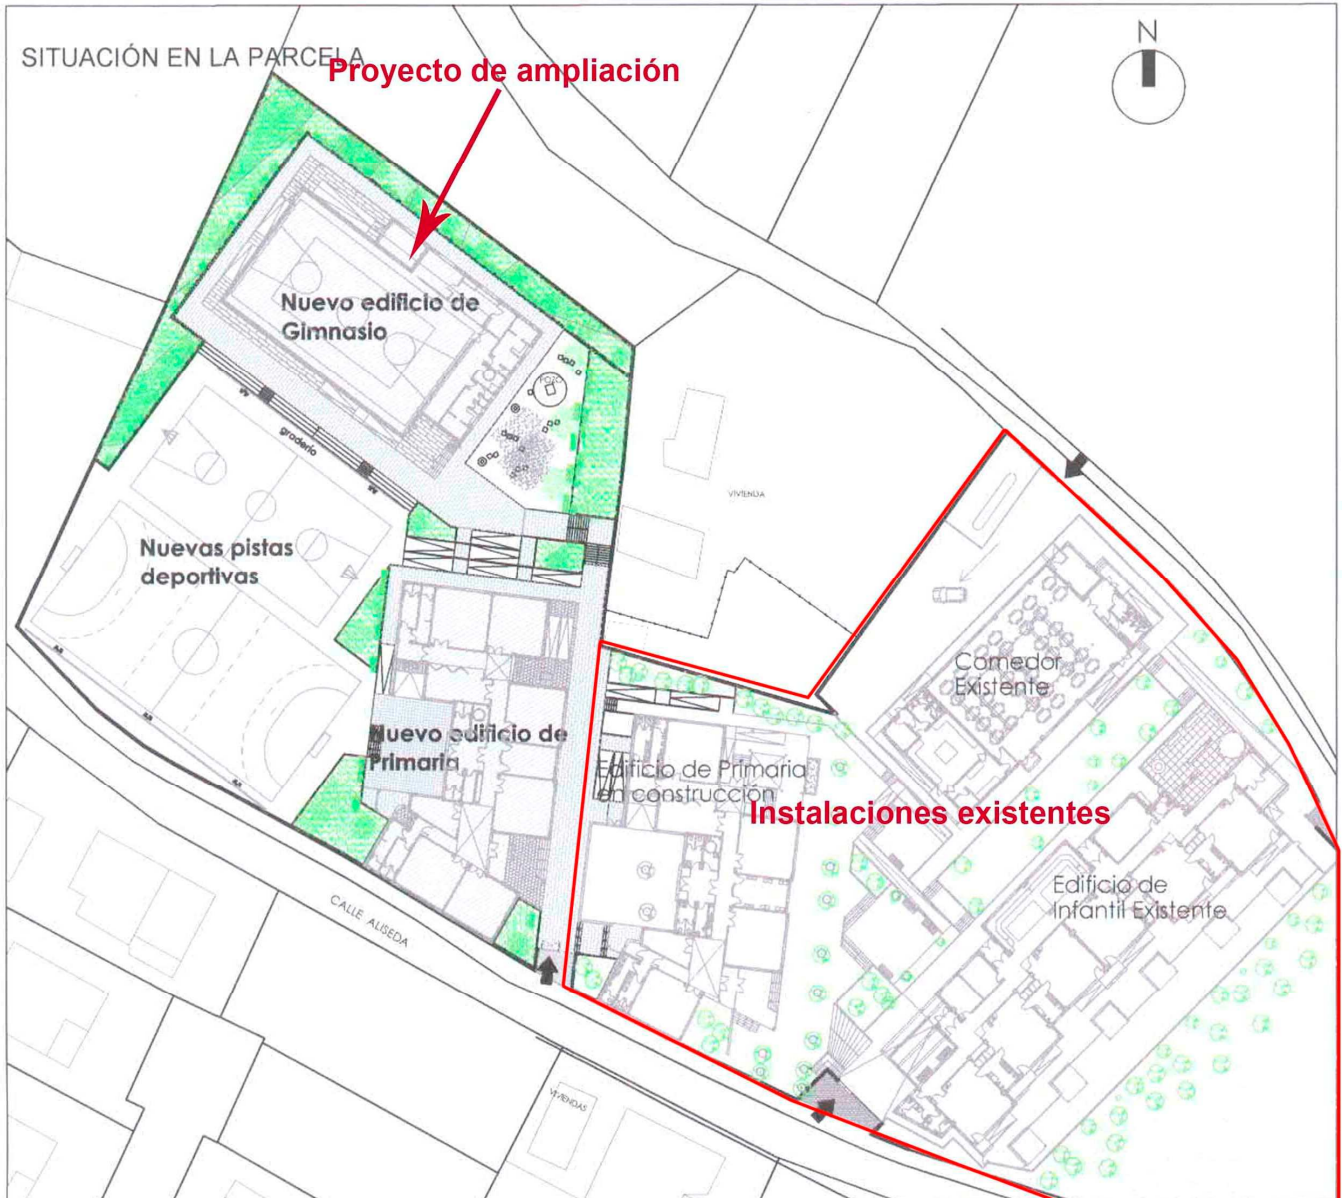 SITUACIÓN EN LA PARCELA
Proyecto de ampliación
N
Nuevo edificio de
Gimnasio
POZO
graderío
VIVIENDA
Nuevas pistas
deportivas
Comedor
Existente
Nuevo edificio de
Primaria
Edificio de Primaria
en construcción
Instalaciones existentes
Edificio de
Infantil Existente
CALLE ALISEDA
VIVIENDAS